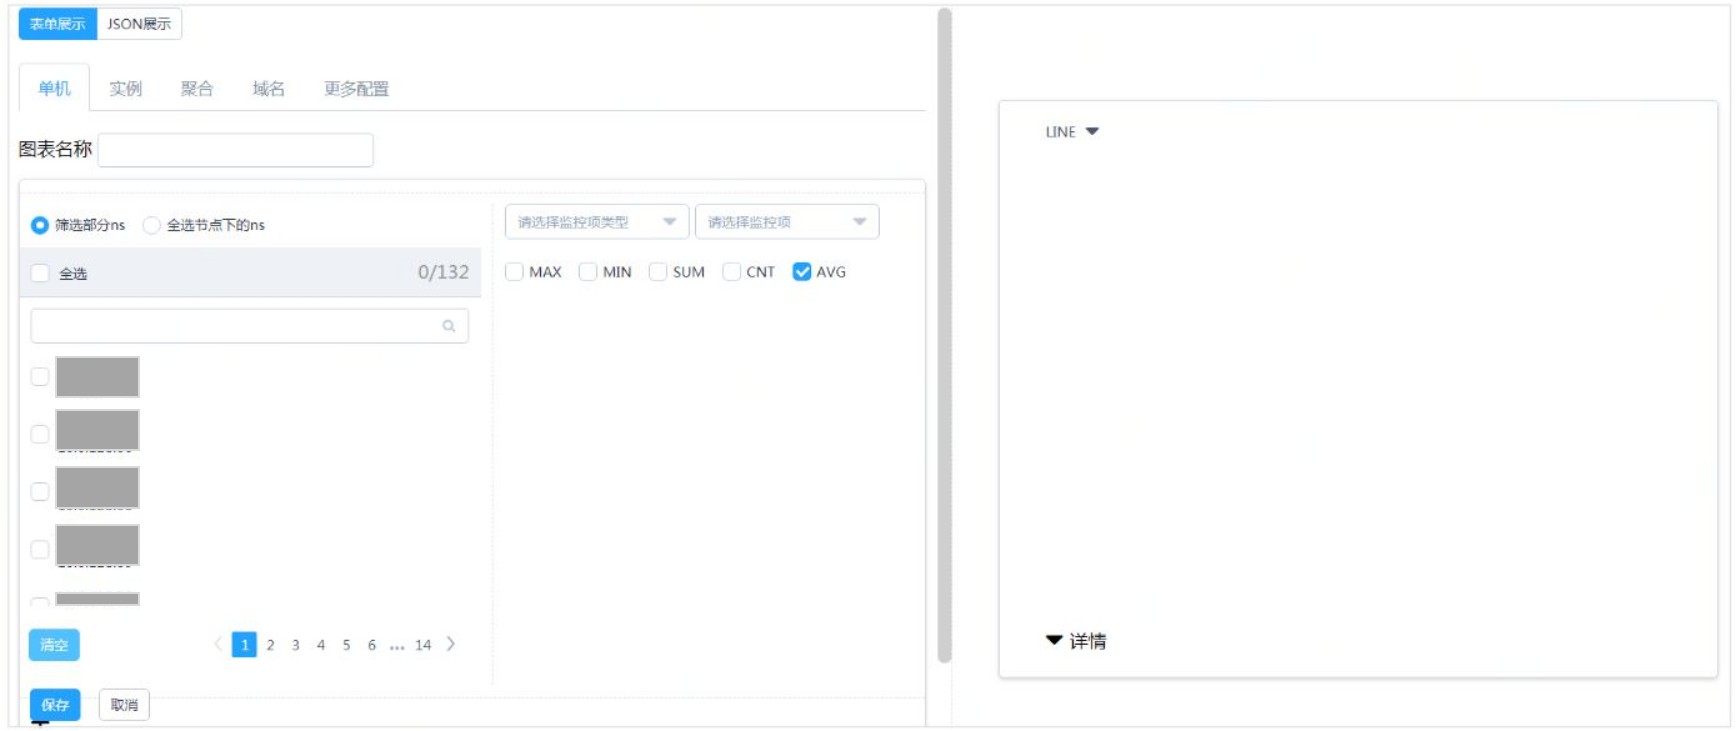 表单展示 JSON展示
单机 实例 聚合 域名 更多配置
图表名称
筛选部分ns 全选节点下的ns
全选 0/132
请选择监控项类型 请选择监控项
MAX MIN SUM CNT AVG
清空 1 2 3 4 5 6 ... 14
保存 取消
LINE
详情